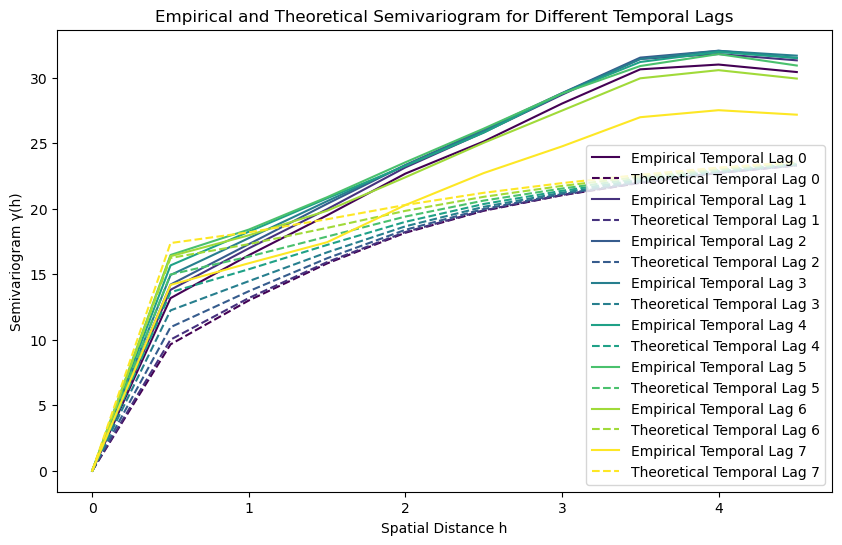 Empirical and Theoretical Semivariogram for Different Temporal Lags
Semivariogram γ(h)
30
25
20
15
10
5
0
Empirical Temporal Lag 0
Theoretical Temporal Lag 0
Empirical Temporal Lag 1
Theoretical Temporal Lag 1
Empirical Temporal Lag 2
Theoretical Temporal Lag 2
Empirical Temporal Lag 3
Theoretical Temporal Lag 3
Empirical Temporal Lag 4
Theoretical Temporal Lag 4
Empirical Temporal Lag 5
Theoretical Temporal Lag 5
Empirical Temporal Lag 6
Theoretical Temporal Lag 6
Empirical Temporal Lag 7
Theoretical Temporal Lag 7
0 1 2 3 4
Spatial Distance h